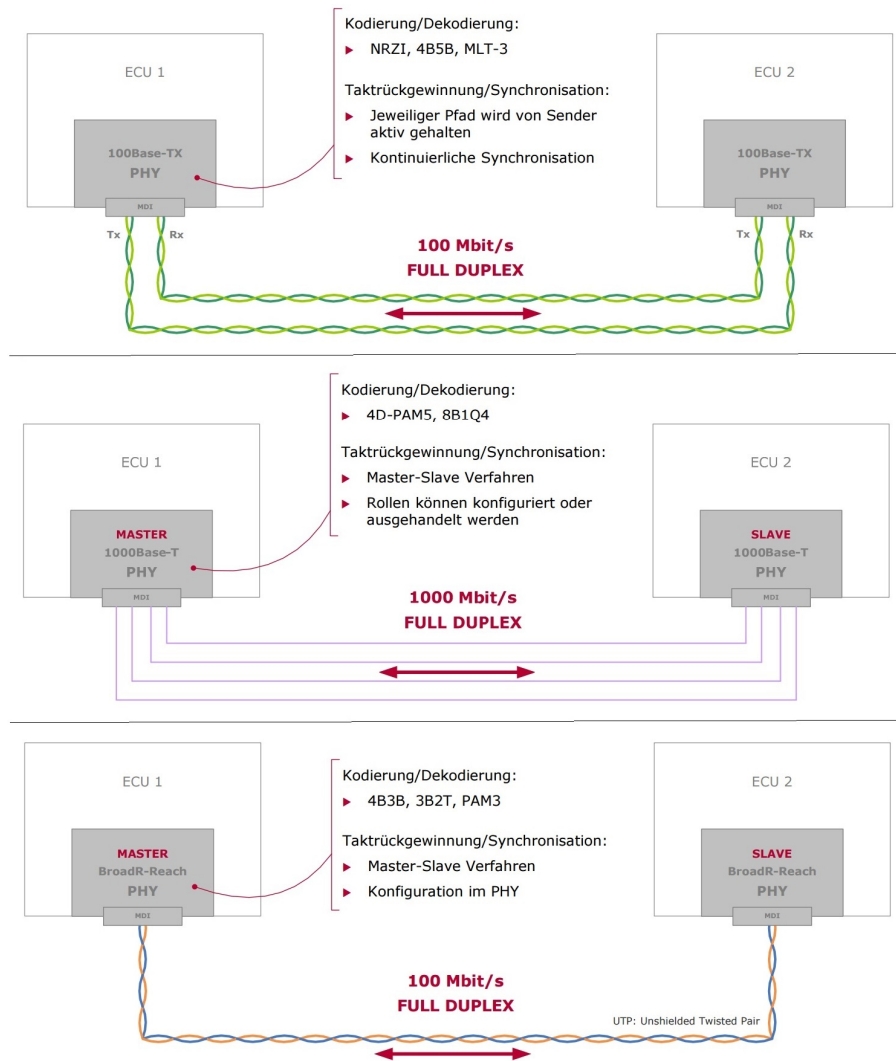 Kodierung/Dekodierung:
NRZI, 4B5B, MLT-3
ECU 1
ECU 2
Taktrückgewinnung/Synchronisation:
Jeweiliger Pfad wird von Sender
aktiv gehalten
Kontinuierliche Synchronisation
100Base-TX
PHY
MDI
100Base-TX
PHY
MDI
Tx
Rx
Tx
Rx
100 Mbit/s
FULL DUPLEX
Kodierung/Dekodierung:
4D-PAM5, 8B1Q4
ECU 1
ECU 2
Taktrückgewinnung/Synchronisation:
Master-Slave Verfahren
Rollen können konfiguriert oder
ausgehandelt werden
MASTER
1000Base-T
PHY
MDI
SLAVE
1000Base-T
PHY
MDI
1000 Mbit/s
FULL DUPLEX
Kodierung/Dekodierung:
4B3B, 3B2T, PAM3
ECU 1
ECU 2
Taktrückgewinnung/Synchronisation:
Master-Slave Verfahren
Konfiguration im PHY
MASTER
BroadR-Reach
PHY
MDI
SLAVE
BroadR-Reach
PHY
MDI
100 Mbit/s
FULL DUPLEX
UTP: Unshielded Twisted Pair